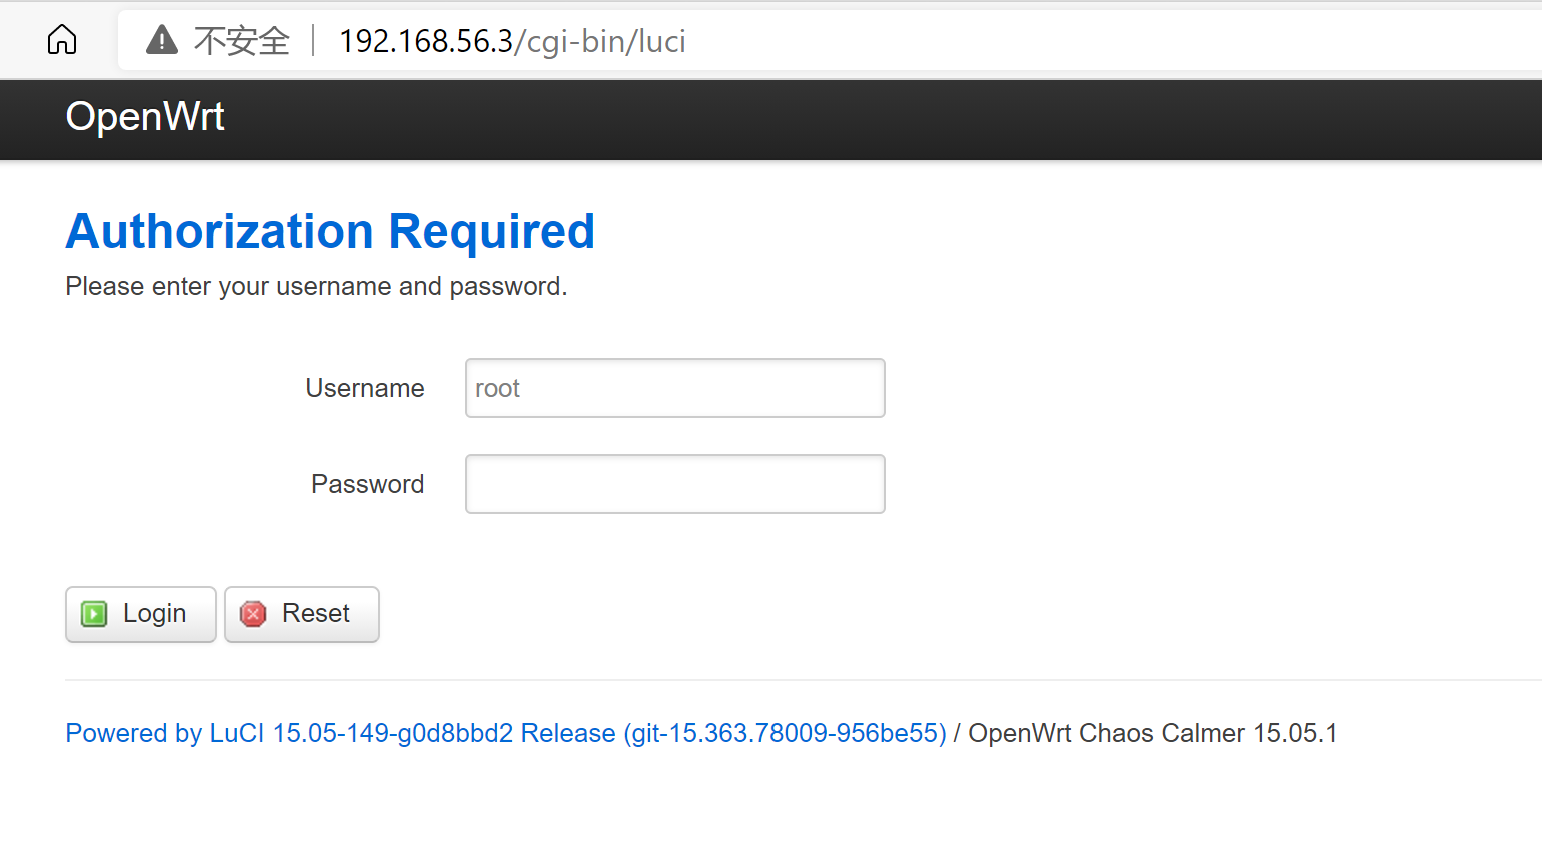 不安全 192.168.56.3/cgi-bin/luci
OpenWrt
Authorization Required
Please enter your username and password.
Username root
Password
Login Reset
Powered by LuCI 15.05-149-g0d8bbd2 Release (git-15.363.78009-956be55) / OpenWrt Chaos Calmer 15.05.1